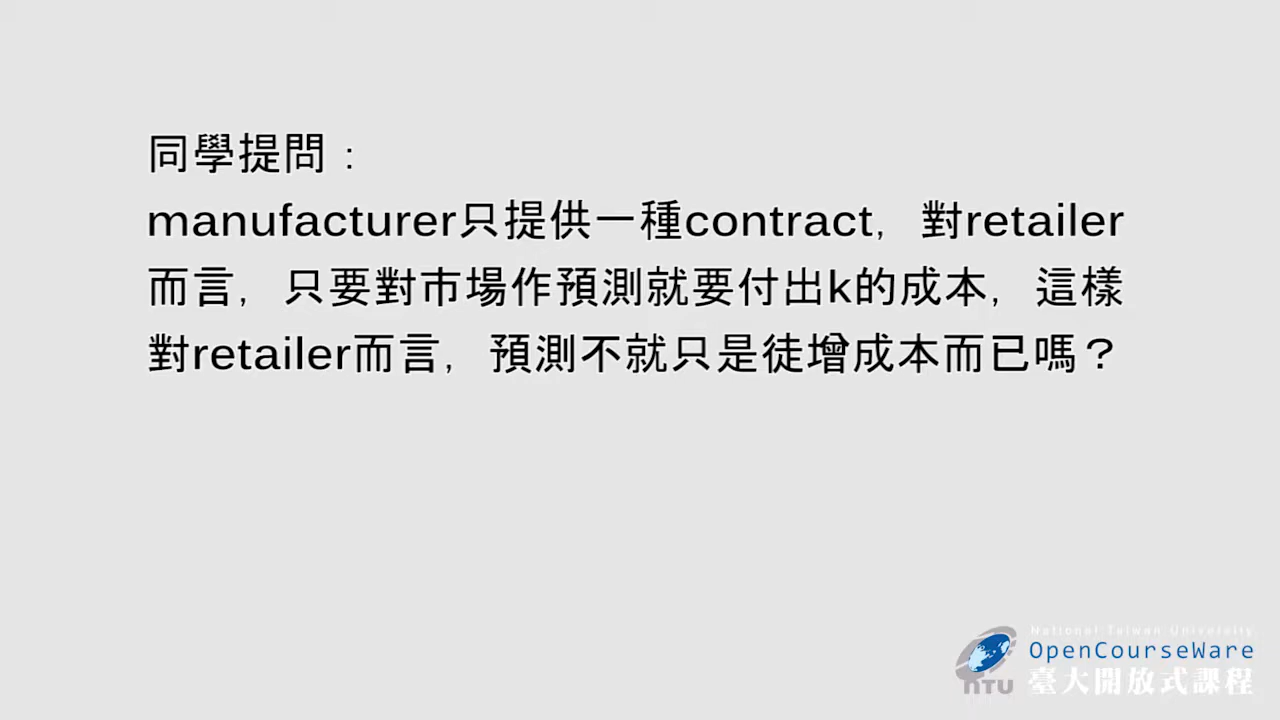 同學提問：
manufacturer只提供一種contract，對retailer
而言，只要對市場作預測就要付出k的成本，這樣
對retailer而言，預測不就只是徒增成本而已嗎？
National Taiwan University
OpenCourseWare
NTU 臺大開放式課程